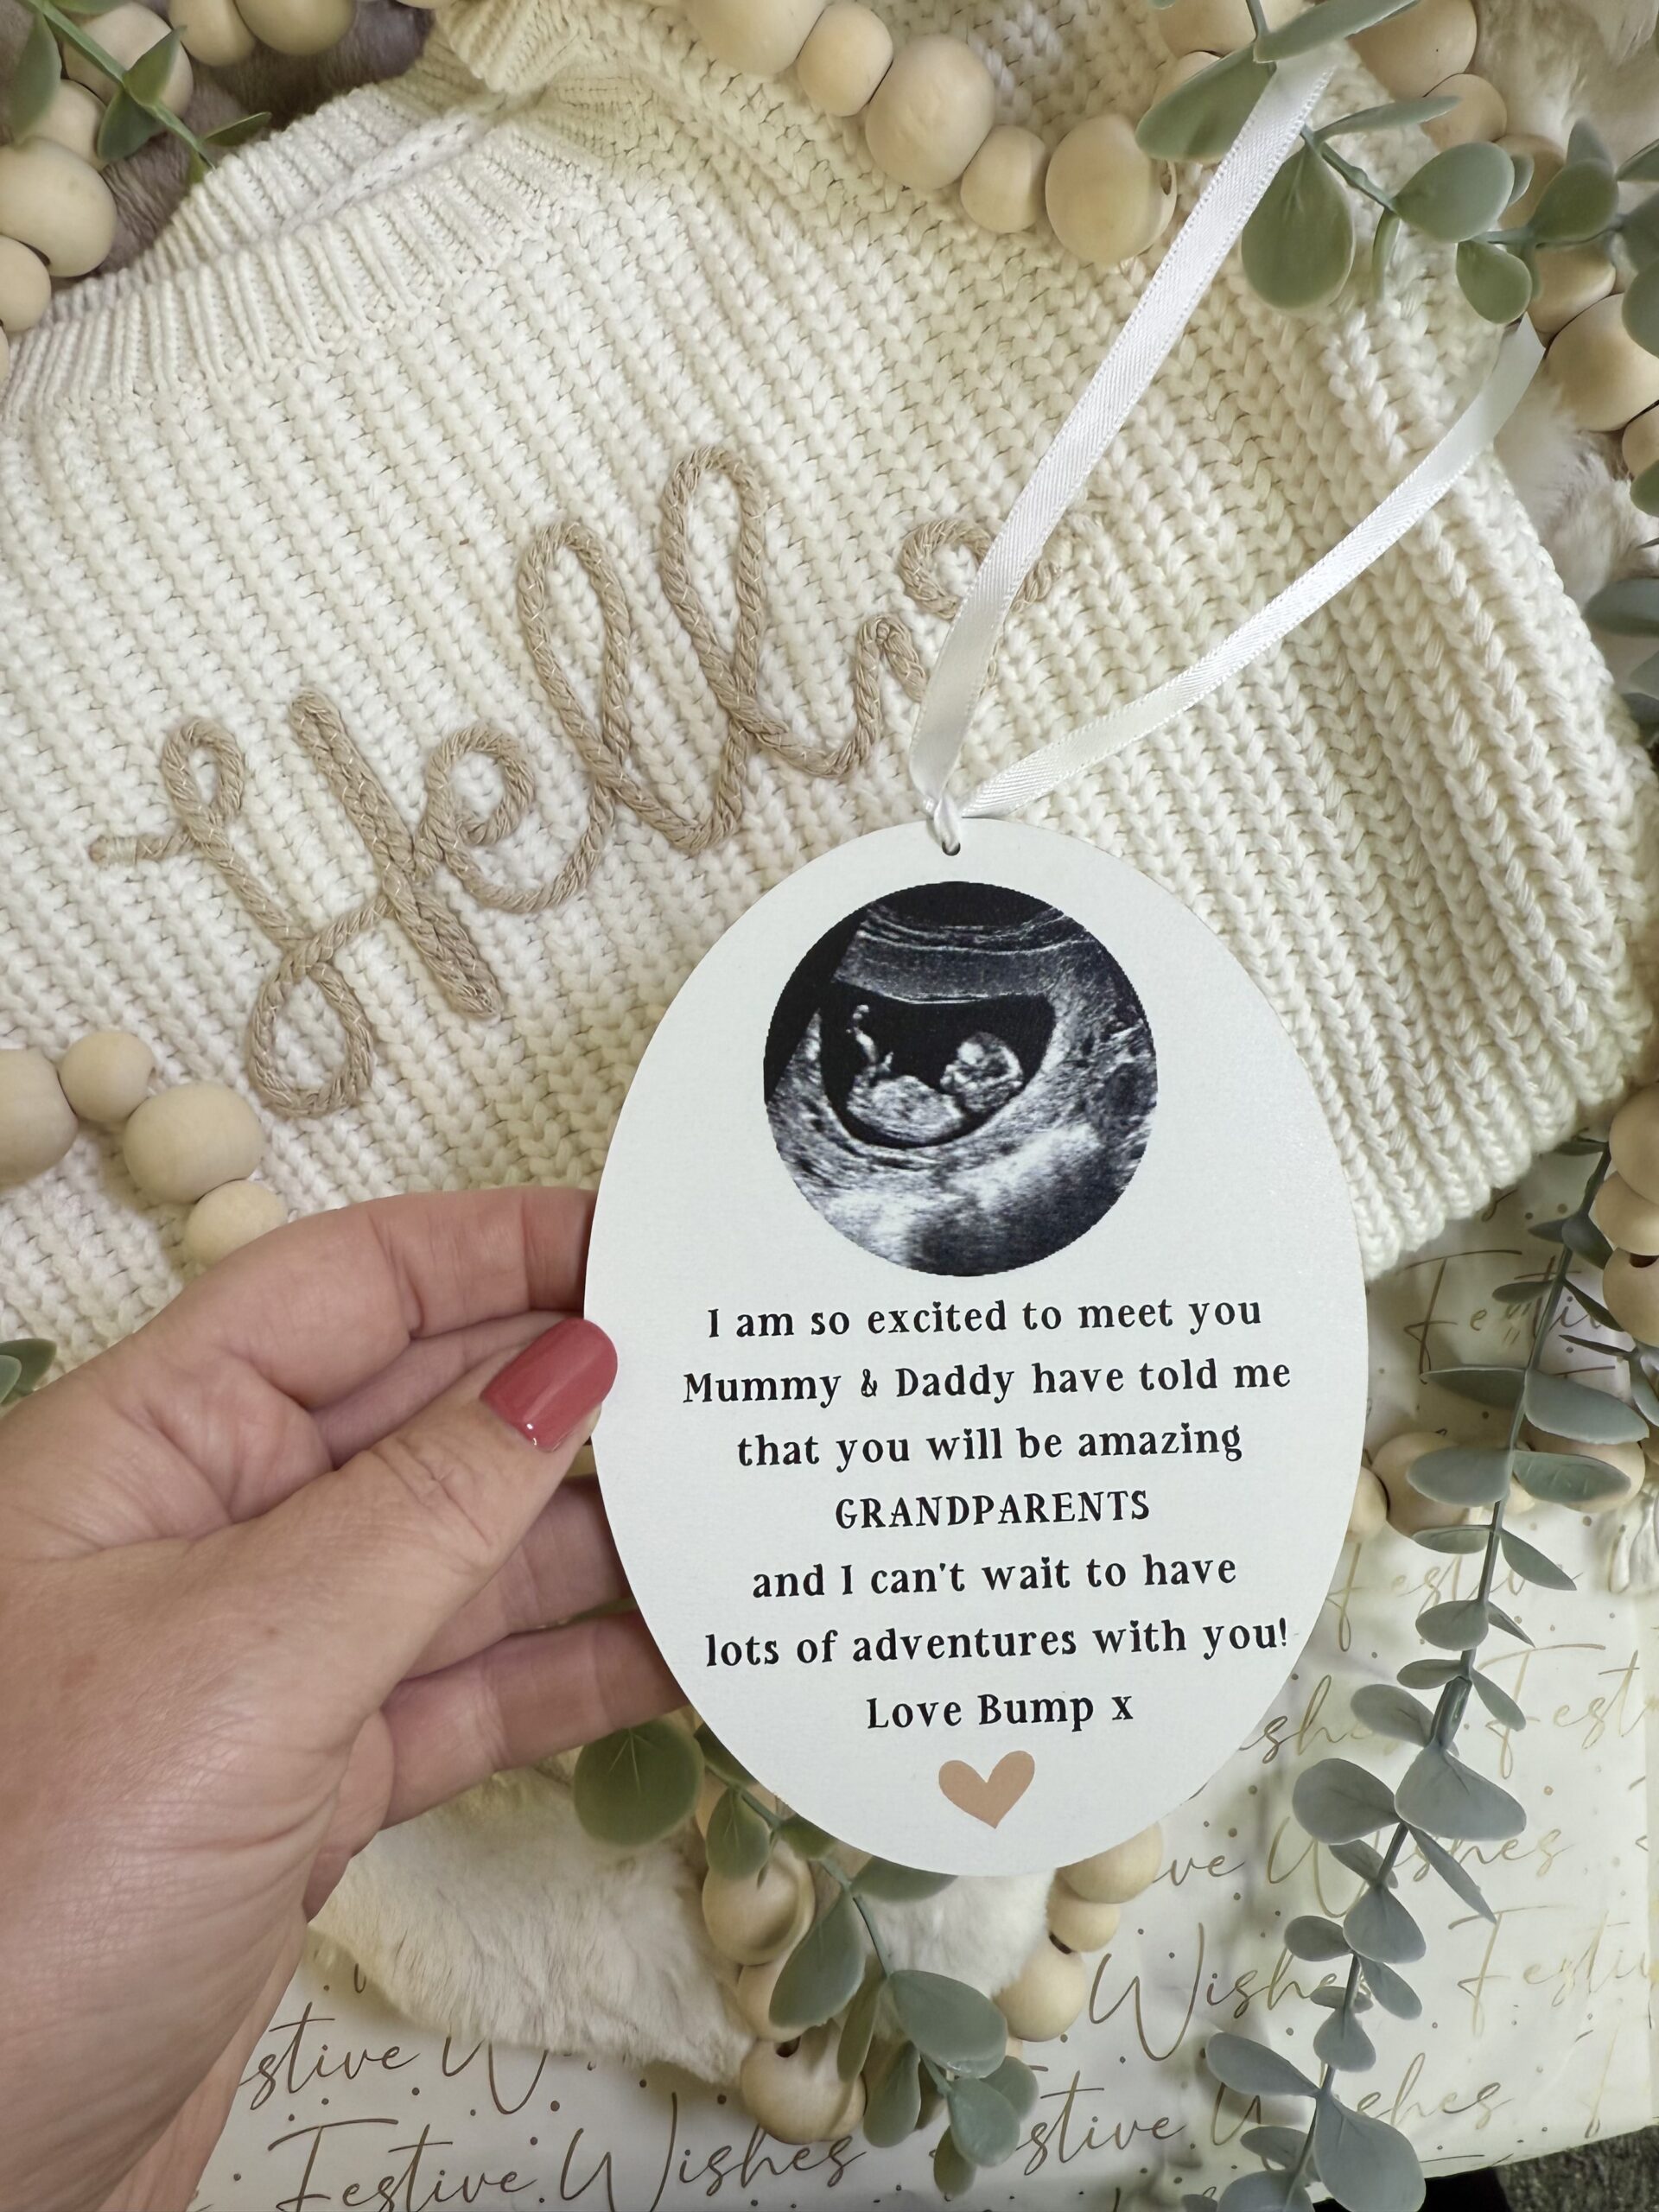 Hello
I am so excited to meet you
Mummy & Daddy have told me
that you will be amazing
GRANDPARENTS
and I can't wait to have
lots of adventures with you!
Love Bump x
Festive
Festive
Wishes
Festive Wishes